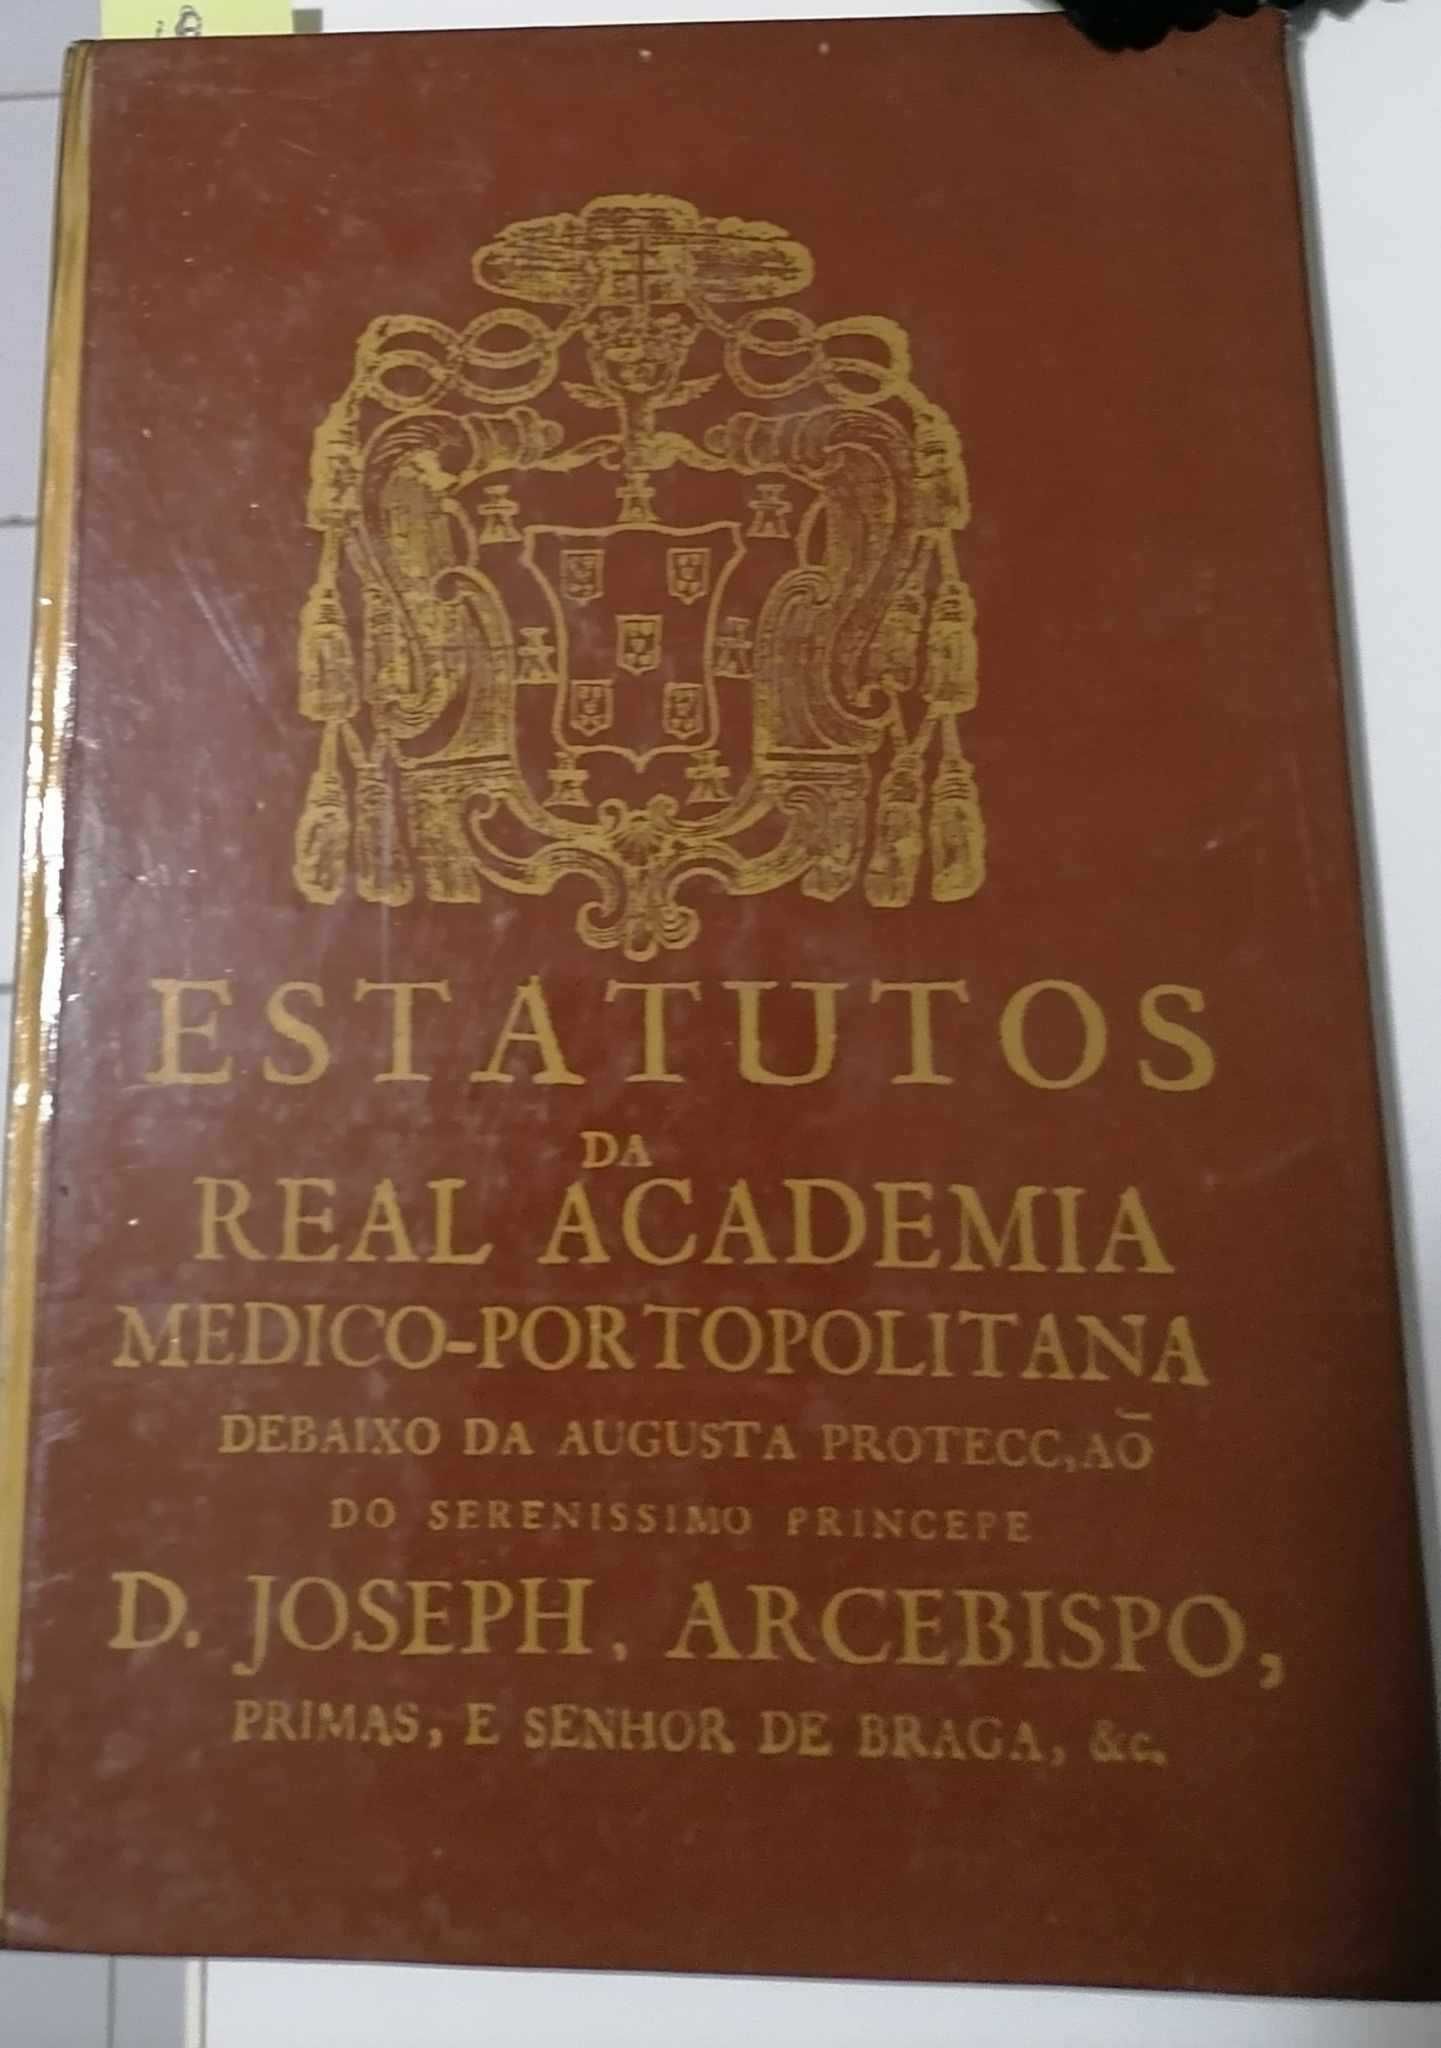 ESTATUTOS
DA
REAL ACADEMIA
MEDICO-PORTOPOLITANA
DEBAIXO DA AUGUSTA PROTECC,AÕ
DO SERENISSIMO PRINCEPE
D. JOSEPH, ARCEBISPO,
PRIMAS, E SENHOR DE BRAGA, &c.